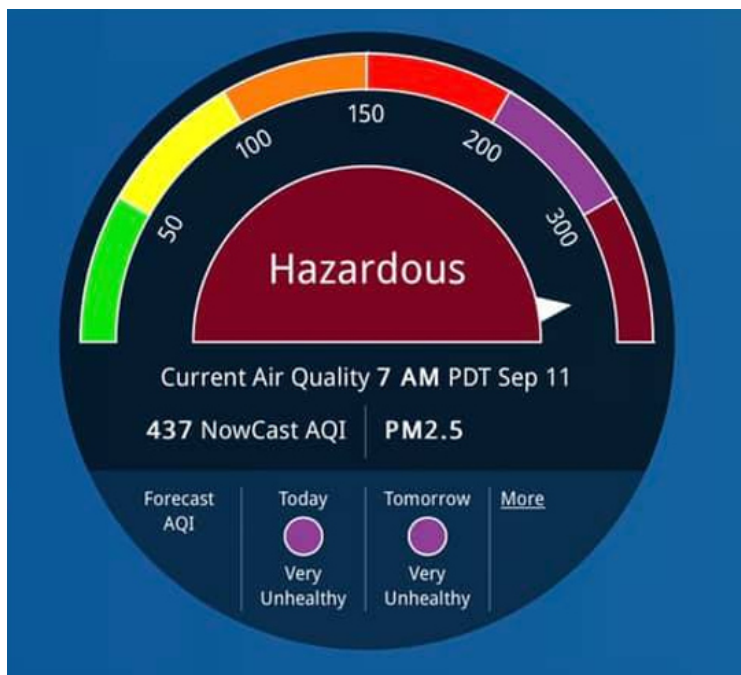 50
100
150
200
300
Hazardous
Current Air Quality 7 AM PDT Sep 11
437 NowCast AQI
PM2.5
Forecast
AQI
Today
Very
Unhealthy
Tomorrow
Very
Unhealthy
More